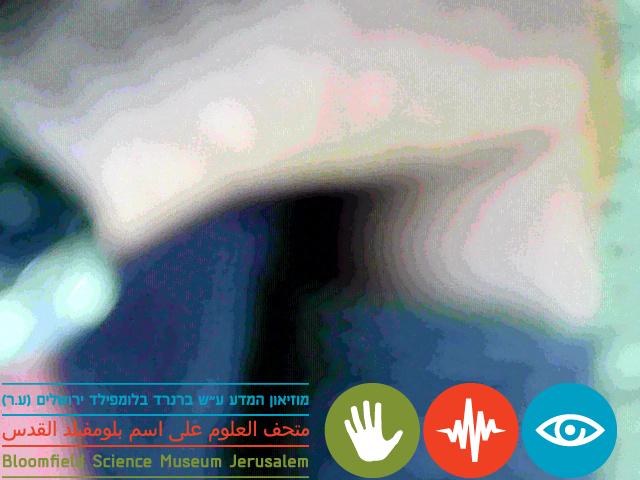 מוזיאון המדע ע״ש ברנרד בלומפילד ירושלים (ע.ר)
متحف العلوم على اسم بلومفيلد القدس
Bloomfield Science Museum Jerusalem